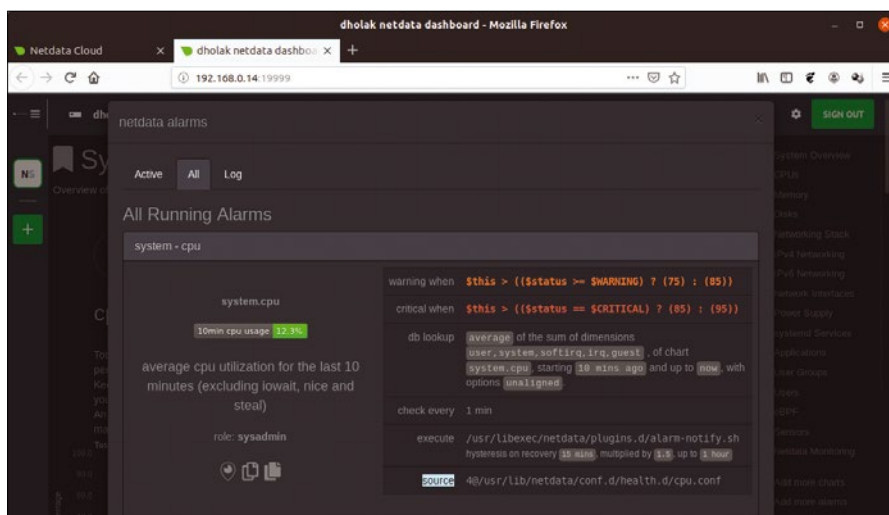 dholak netdata dashboard - Mozilla Firefox
Netdata Cloud
dholak netdata dashboa
192.168.0.14:19999
netdata alarms
SIGN OUT
NS
Active All Log
All Running Alarms
system - cpu
system.cpu
10min cpu usage 12.3%
average cpu utilization for the last 10
minutes (excluding iowait, nice and
steal)
role: sysadmin
warning when $this > (($status >= $WARNING) ? (75) : (85))
critical when $this > (($status == $CRITICAL) ? (85) : (95))
db lookup average of the sum of dimensions
user,system,softirq,irq,guest , of chart
system.cpu, starting 10 mins ago and up to now, with
options unaligned.
check every 1 min
execute /usr/libexec/netdata/plugins.d/alarm-notify.sh
hysteresis on recovery 15 mins, multiplied by 1.5, up to 1 hour
source 4@/usr/lib/netdata/conf.d/health.d/cpu.conf
System Overview
CPUs
Memory
Disks
Networking Stack
IPv4 Networking
IPv6 Networking
Network Interfaces
Power Supply
systemd Services
Applications
User Groups
Users
eBPF
Sensors
Netdata Monitoring
Add more charts
Add more alarms